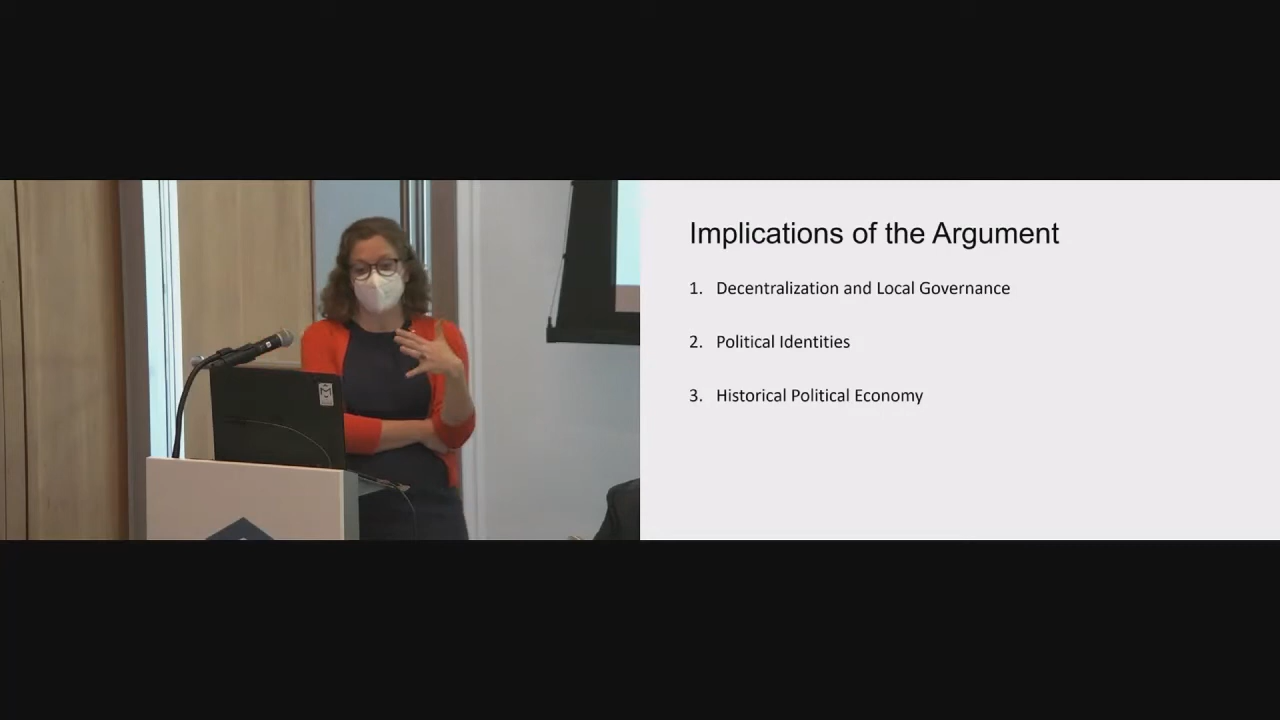 Implications of the Argument
1. Decentralization and Local Governance
2. Political Identities
3. Historical Political Economy